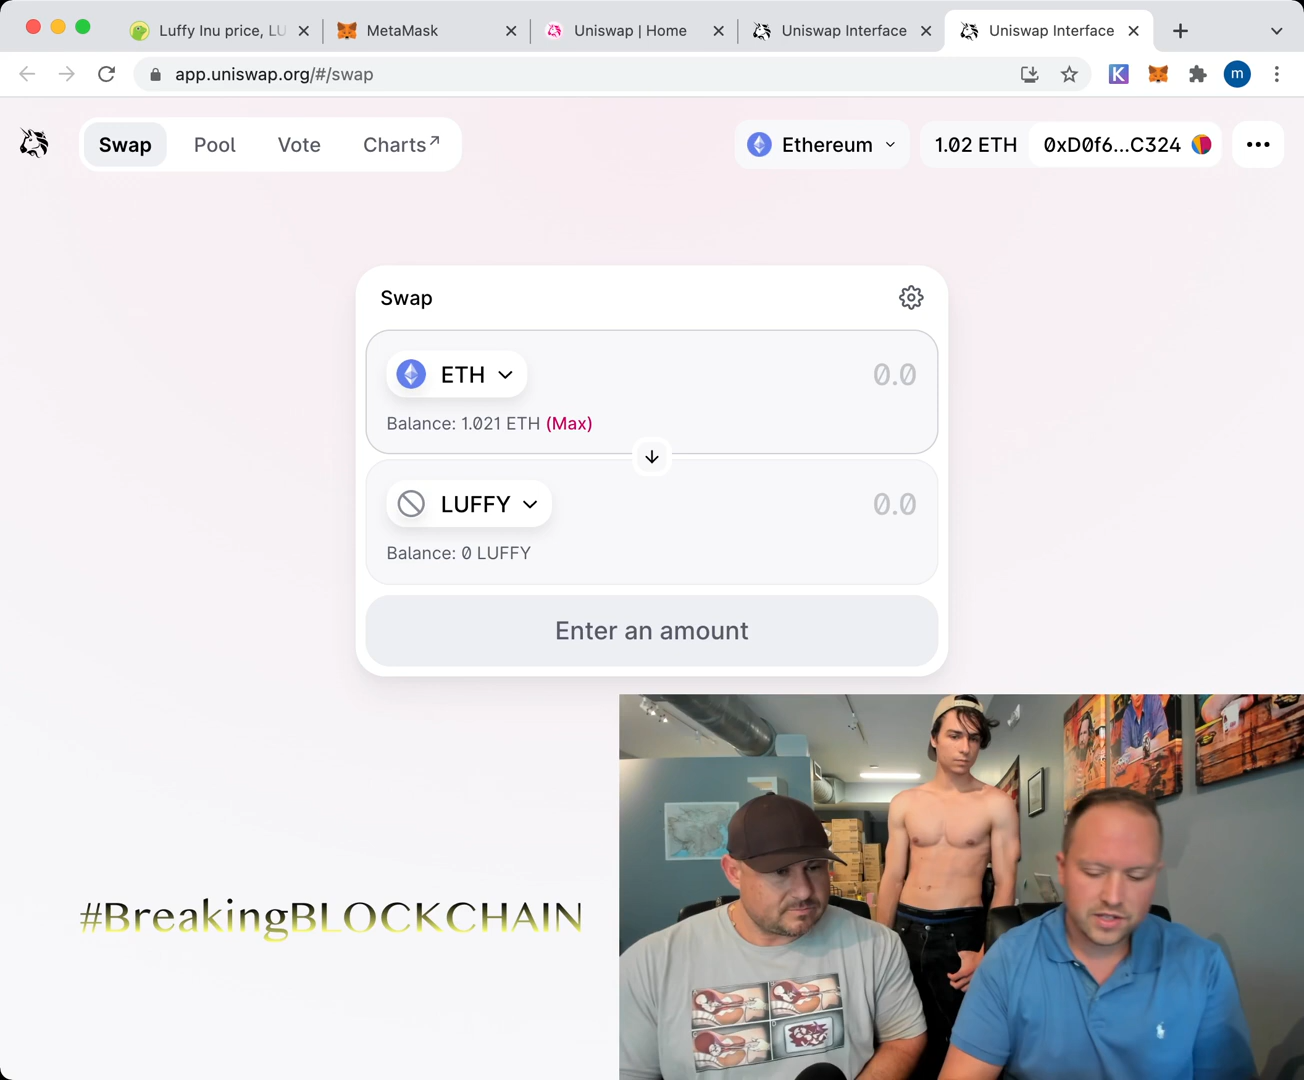 Luffy Inu price, LU
MetaMask
Uniswap | Home
Uniswap Interface
Uniswap Interface
app.uniswap.org/#/swap
K
m
Swap
Pool
Vote
Charts↗
Ethereum
1.02 ETH
0xD0f6...C324
Swap
ETH
0.0
Balance: 1.021 ETH (Max)
LUFFY
0.0
Balance: 0 LUFFY
Enter an amount
#BreakingBLOCKCHAIN